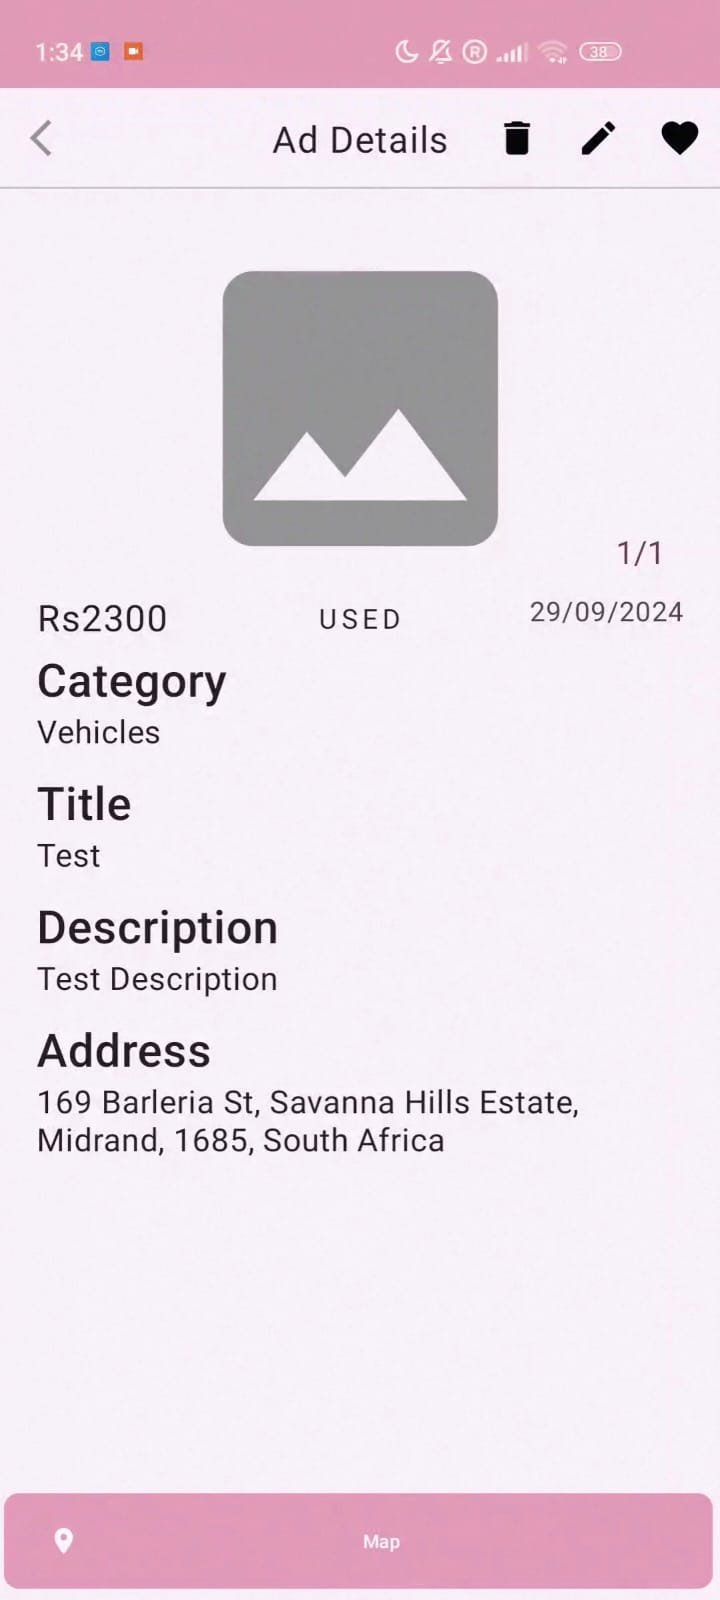 1:34
R
38
Ad Details
1/1
Rs2300 USED 29/09/2024
Category
Vehicles
Title
Test
Description
Test Description
Address
169 Barleria St, Savanna Hills Estate,
Midrand, 1685, South Africa
Map